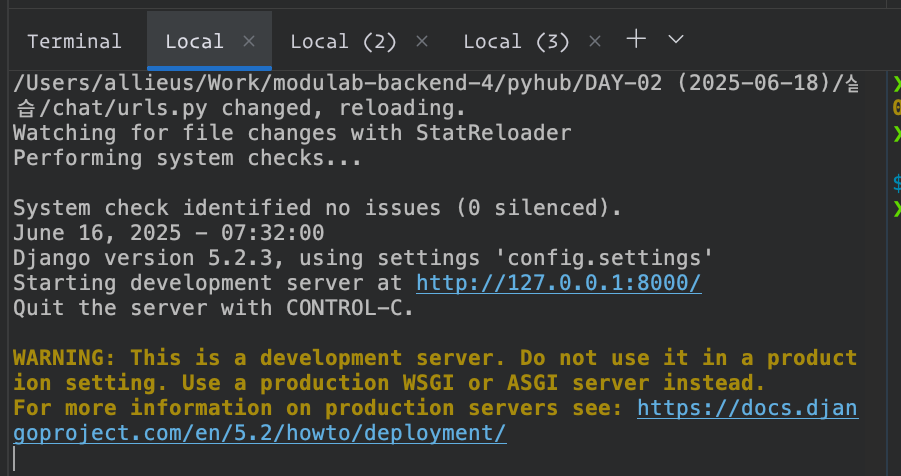 Terminal Local × Local (2) × Local (3) × +
/Users/allieus/Work/modulab-backend-4/pyhub/DAY-02 (2025-06-18)/실
습/chat/urls.py changed, reloading.
Watching for file changes with StatReloader
Performing system checks...
System check identified no issues (0 silenced).
June 16, 2025 - 07:32:00
Django version 5.2.3, using settings 'config.settings'
Starting development server at http://127.0.0.1:8000/
Quit the server with CONTROL-C.
WARNING: This is a development server. Do not use it in a product
ion setting. Use a production WSGI or ASGI server instead.
For more information on production servers see: https://docs.djan
goproject.com/en/5.2/howto/deployment/